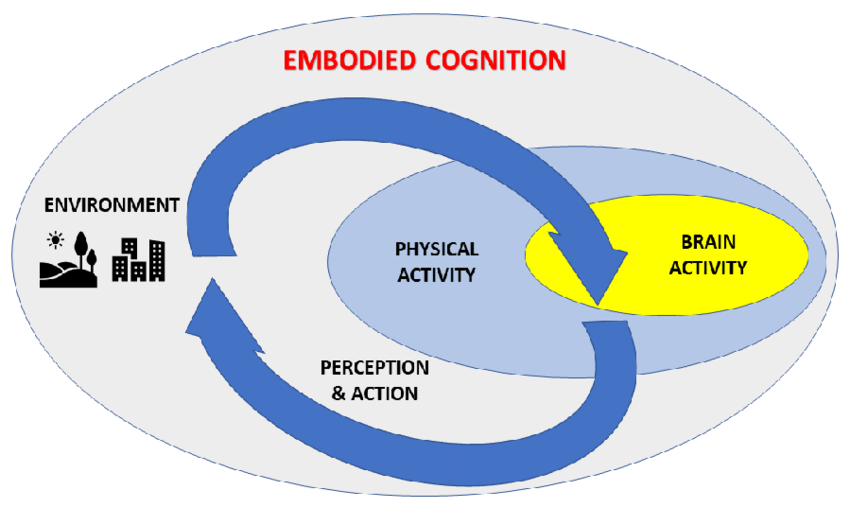 EMBODIED COGNITION
ENVIRONMENT
PHYSICAL
ACTIVITY
BRAIN
ACTIVITY
PERCEPTION
& ACTION